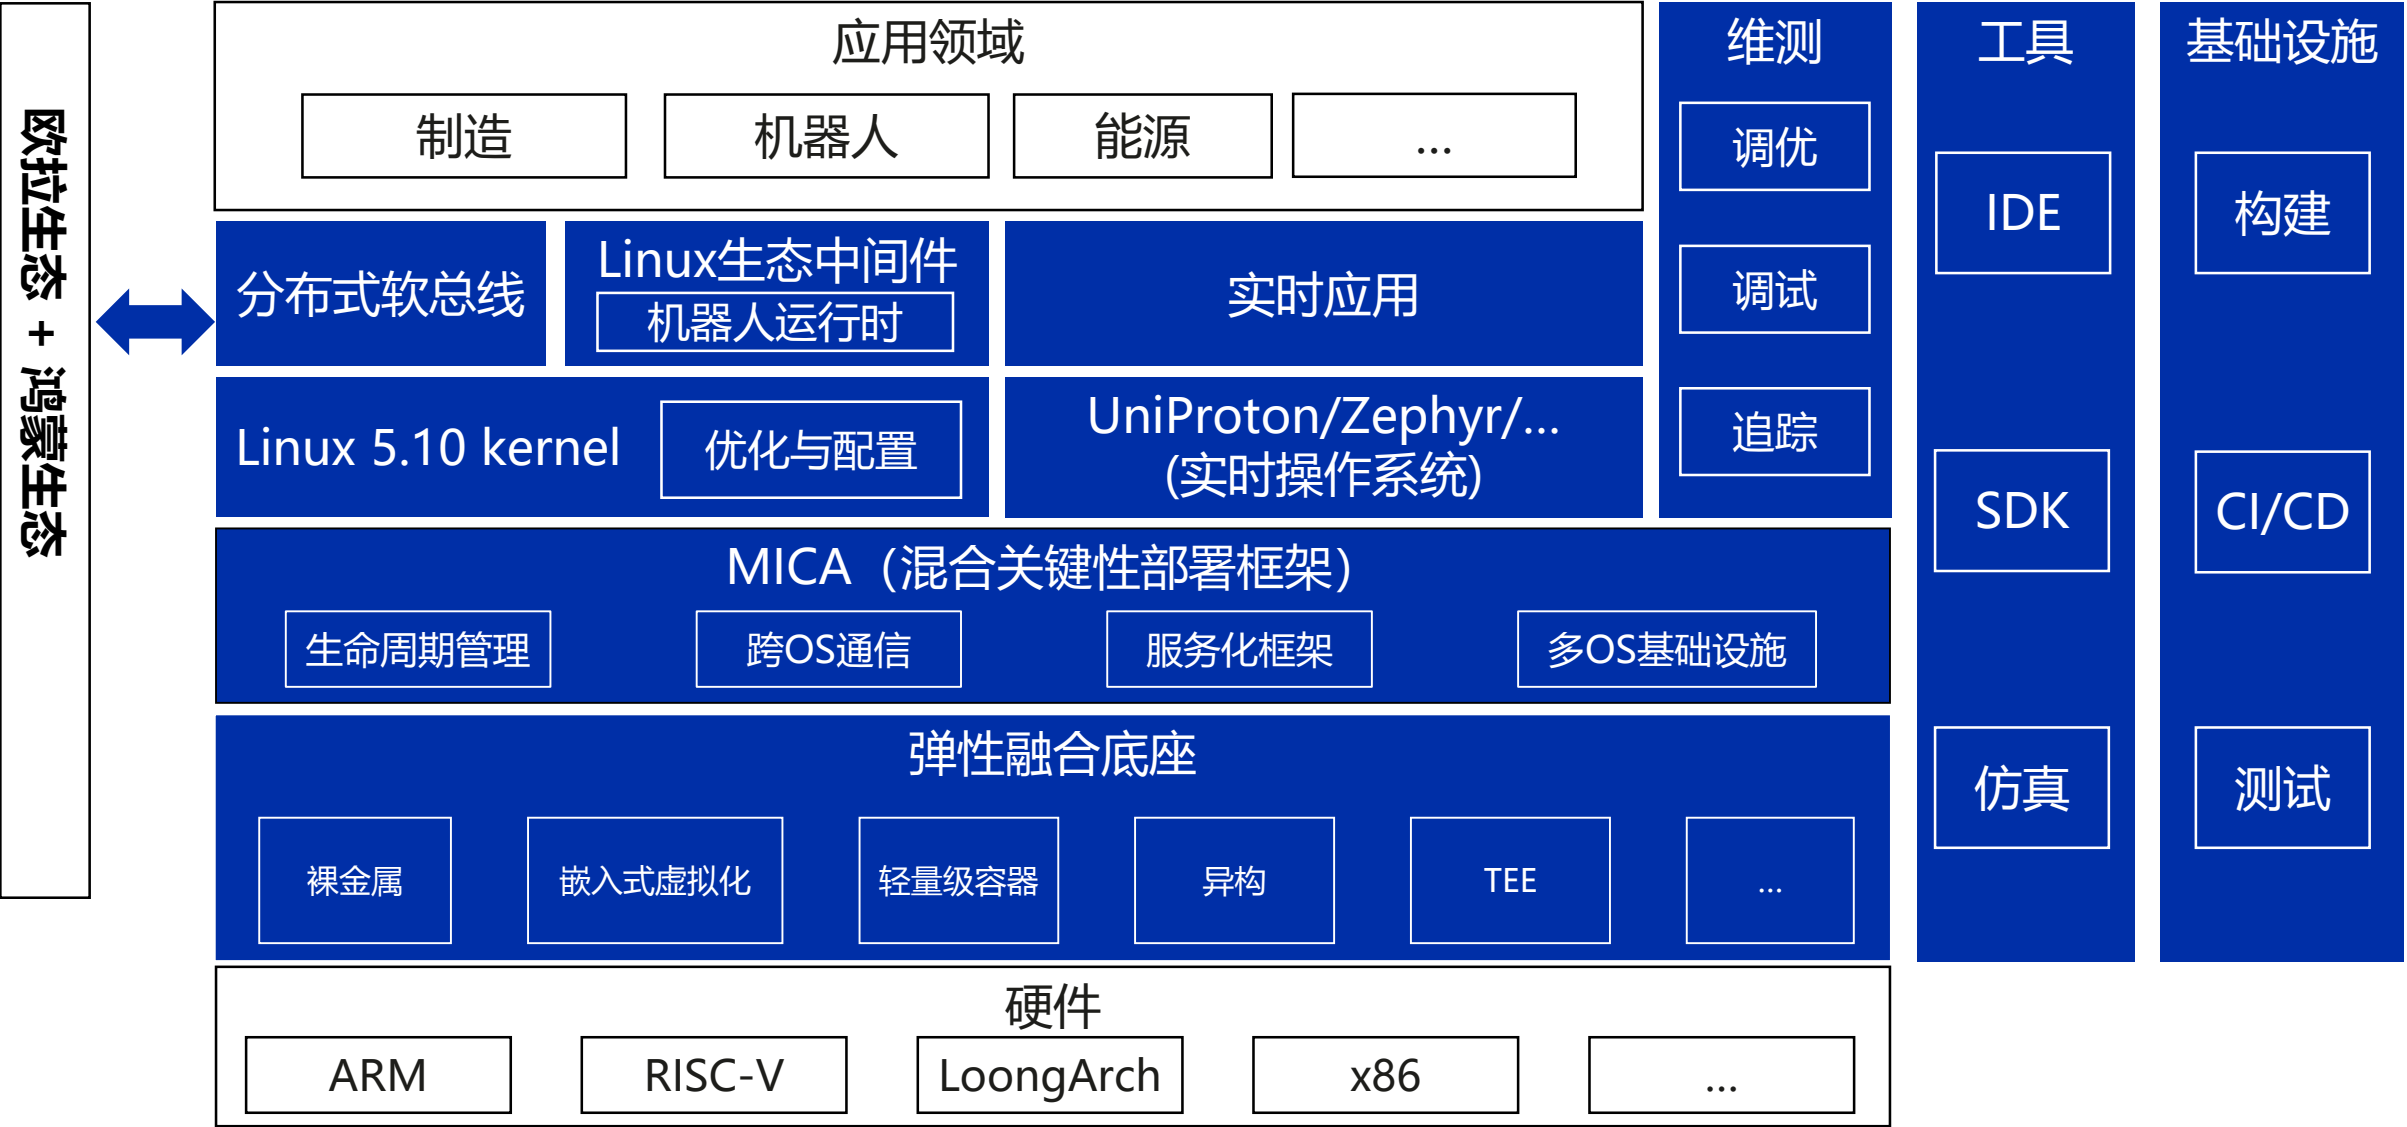 欧拉生态 + 鸿蒙生态
应用领域
制造
机器人
能源
...
分布式软总线
Linux生态中间件
机器人运行时
实时应用
Linux 5.10 kernel
优化与配置
UniProton/Zephyr/...
(实时操作系统)
MICA（混合关键性部署框架）
生命周期管理
跨OS通信
服务化框架
多OS基础设施
弹性融合底座
裸金属
嵌入式虚拟化
轻量级容器
异构
TEE
...
硬件
ARM
RISC-V
LoongArch
x86
...
维测
调优
调试
追踪
工具
IDE
SDK
仿真
基础设施
构建
CI/CD
测试